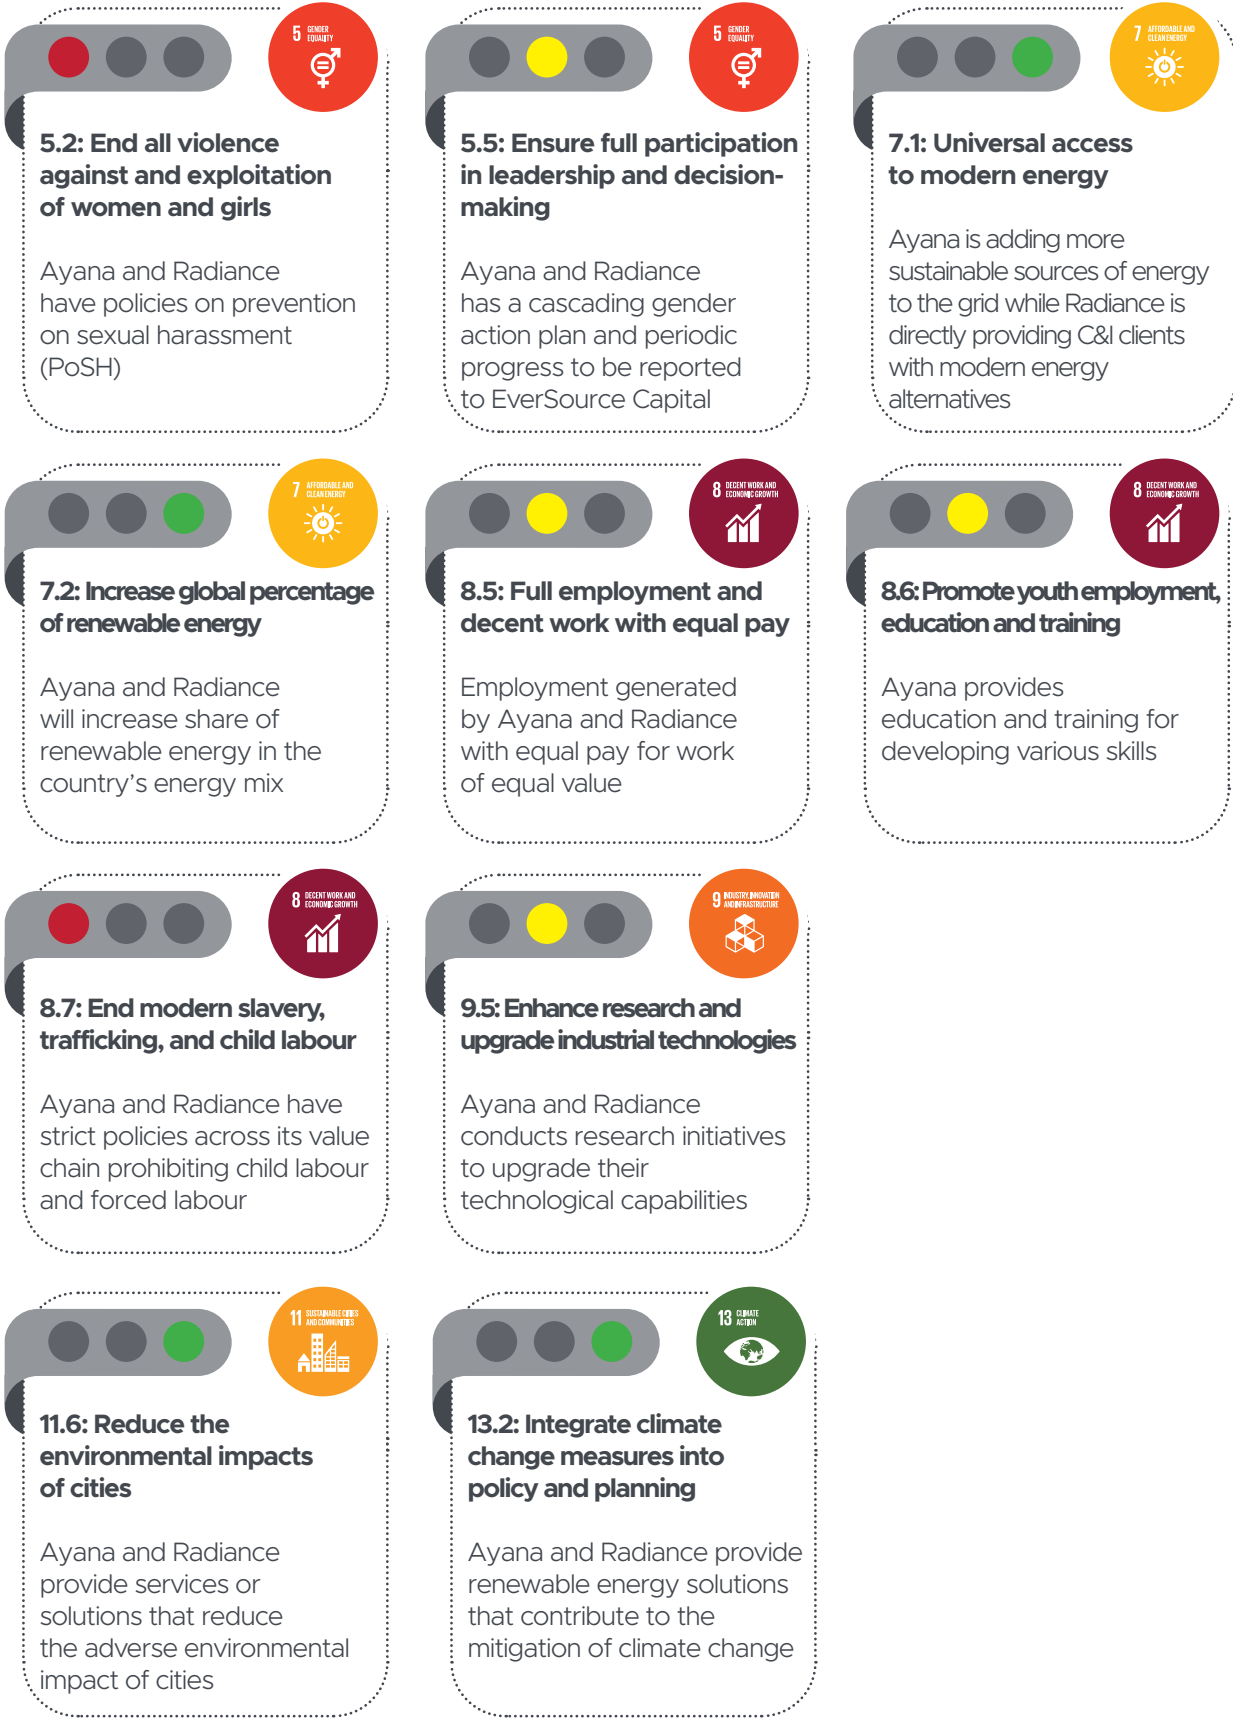 5 GENDER
EQUALITY
5.2: End all violence
against and exploitation
of women and girls
Ayana and Radiance
have policies on prevention
on sexual harassment
(PoSH)
5 GENDER
EQUALITY
5.5: Ensure full participation
in leadership and decision-
making
Ayana and Radiance
has a cascading gender
action plan and periodic
progress to be reported
to EverSource Capital
7 AFFORDABLE AND
CLEAN ENERGY
7.1: Universal access
to modern energy
Ayana is adding more
sustainable sources of energy
to the grid while Radiance is
directly providing C&I clients
with modern energy
alternatives
7 AFFORDABLE AND
CLEAN ENERGY
7.2: Increase global percentage
of renewable energy
Ayana and Radiance
will increase share of
renewable energy in the
country’s energy mix
8 DECENT WORK AND
ECONOMIC GROWTH
8.5: Full employment and
decent work with equal pay
Employment generated
by Ayana and Radiance
with equal pay for work
of equal value
8 DECENT WORK AND
ECONOMIC GROWTH
8.6: Promote youth employment,
education and training
Ayana provides
education and training for
developing various skills
8 DECENT WORK AND
ECONOMIC GROWTH
8.7: End modern slavery,
trafficking, and child labour
Ayana and Radiance have
strict policies across its value
chain prohibiting child labour
and forced labour
9 INDUSTRY, INNOVATION
AND INFRASTRUCTURE
9.5: Enhance research and
upgrade industrial technologies
Ayana and Radiance
conducts research initiatives
to upgrade their
technological capabilities
11 SUSTAINABLE CITIES
AND COMMUNITIES
11.6: Reduce the
environmental impacts
of cities
Ayana and Radiance
provide services or
solutions that reduce
the adverse environmental
impact of cities
13 CLIMATE
ACTION
13.2: Integrate climate
change measures into
policy and planning
Ayana and Radiance provide
renewable energy solutions
that contribute to the
mitigation of climate change